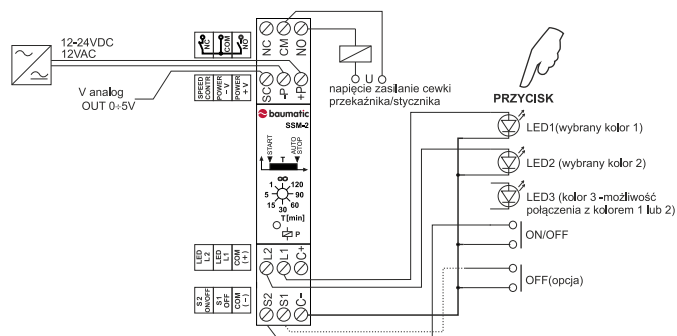 12-24VDC
12VAC
V analog
OUT 0÷5V
NC
COM
NO
SPEED CONTR
POWER - V
POWER + V
NC
CM
NO
SC
P-
+P
napięcie zasilanie cewki
przekaźnika/stycznika
U
baumatic
SSM-2
START
T
AUTO STOP
∞
1
120
5
90
15
60
30
T[min]
P
LED L2
LED L1
COM (+)
L2
L1
C+
S2 ON/OFF
S1 OFF
COM (-)
S2
S1
C-
PRZYCISK
LED1(wybrany kolor 1)
LED2 (wybrany kolor 2)
LED3 (kolor 3 -możliwość
połączenia z kolorem 1 lub 2)
ON/OFF
OFF(opcja)